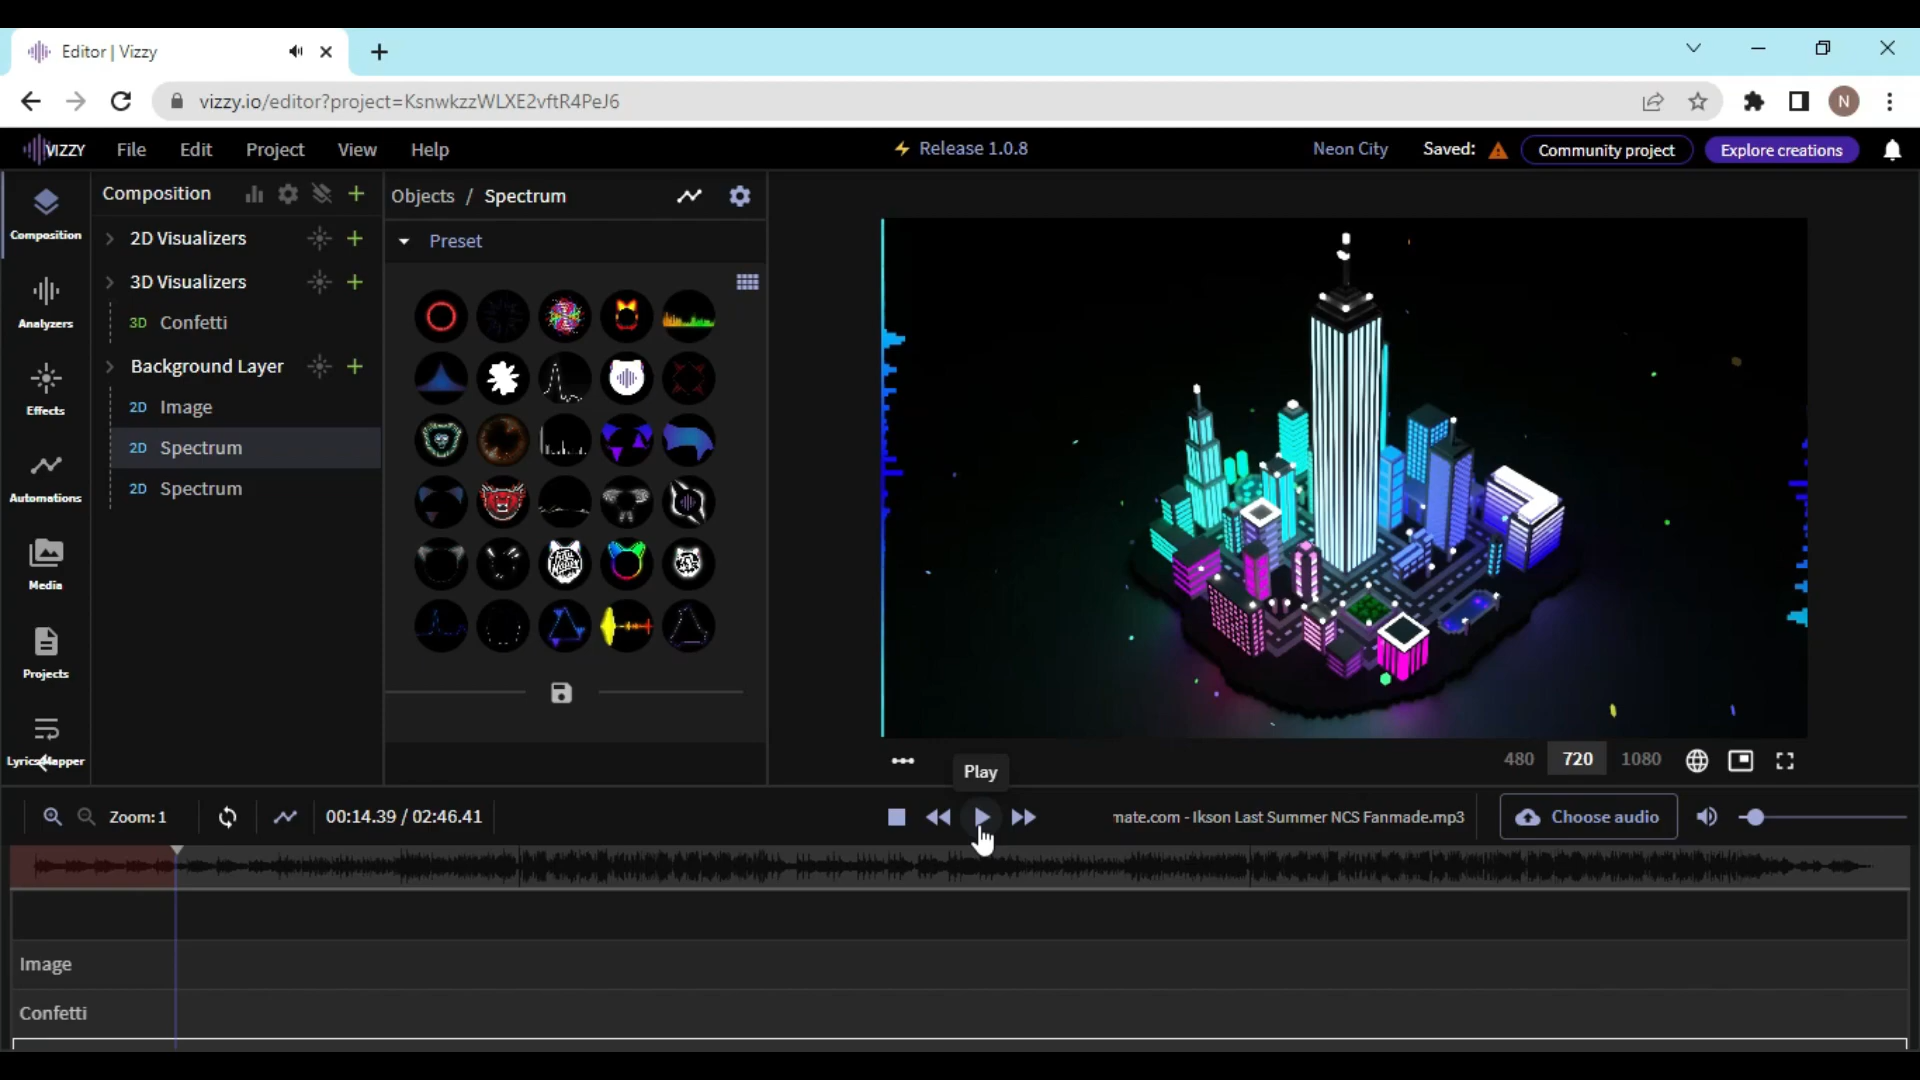 Editor | Vizzy
vizzy.io/editor?project=KsnwkzzWLXE2vftR4PeJ6
N
VIZZY
File
Edit
Project
View
Help
Release 1.0.8
Neon City
Saved:
Community project
Explore creations
Composition
Analyzers
Effects
Automations
Media
Projects
LyricsMapper
Composition
2D Visualizers
3D Visualizers
3D Confetti
Background Layer
2D Image
2D Spectrum
2D Spectrum
Objects / Spectrum
Preset
Play
480
720
1080
Zoom: 1
00:14.39 / 02:46.41
mate.com - Ikson Last Summer NCS Fanmade.mp3
Choose audio
Image
Confetti